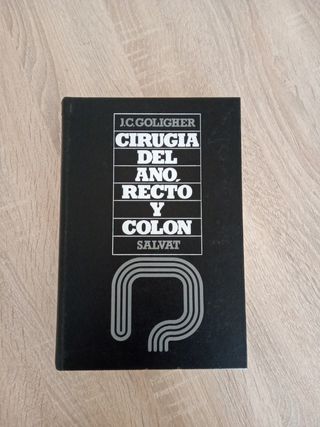 J.C.GOLIGHER
CIRUGIA
DEL
ANO,
RECTO
Y
COLON
SALVAT